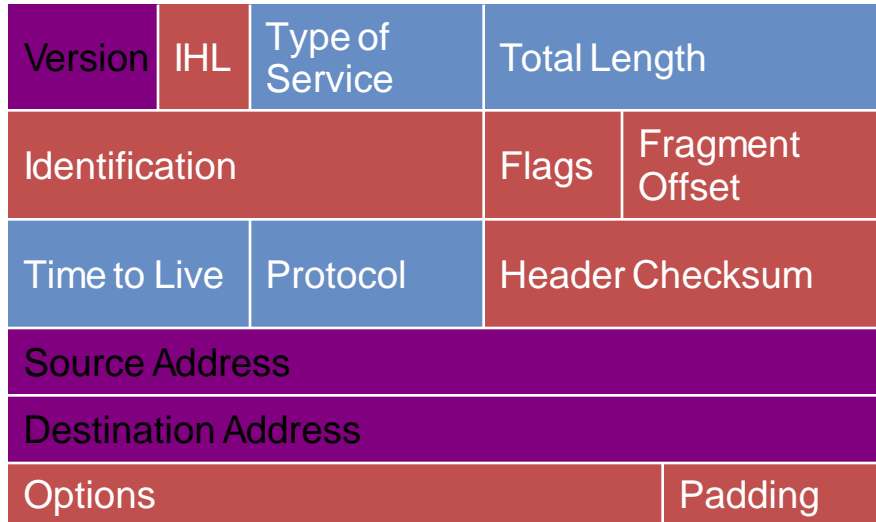 Version
IHL
Type of
Service
Total Length
Identification
Flags
Fragment
Offset
Time to Live
Protocol
Header Checksum
Source Address
Destination Address
Options
Padding